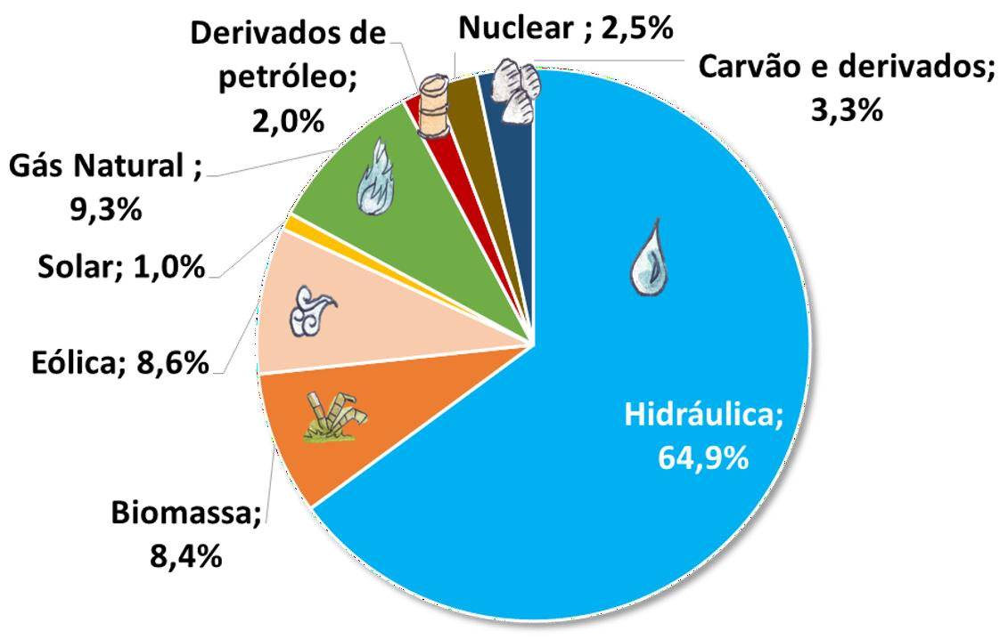 Derivados de
petróleo;
2,0%
Nuclear ; 2,5%
Carvão e derivados;
3,3%
Gás Natural ;
9,3%
Solar; 1,0%
Eólica; 8,6%
Hidráulica;
64,9%
Biomassa;
8,4%